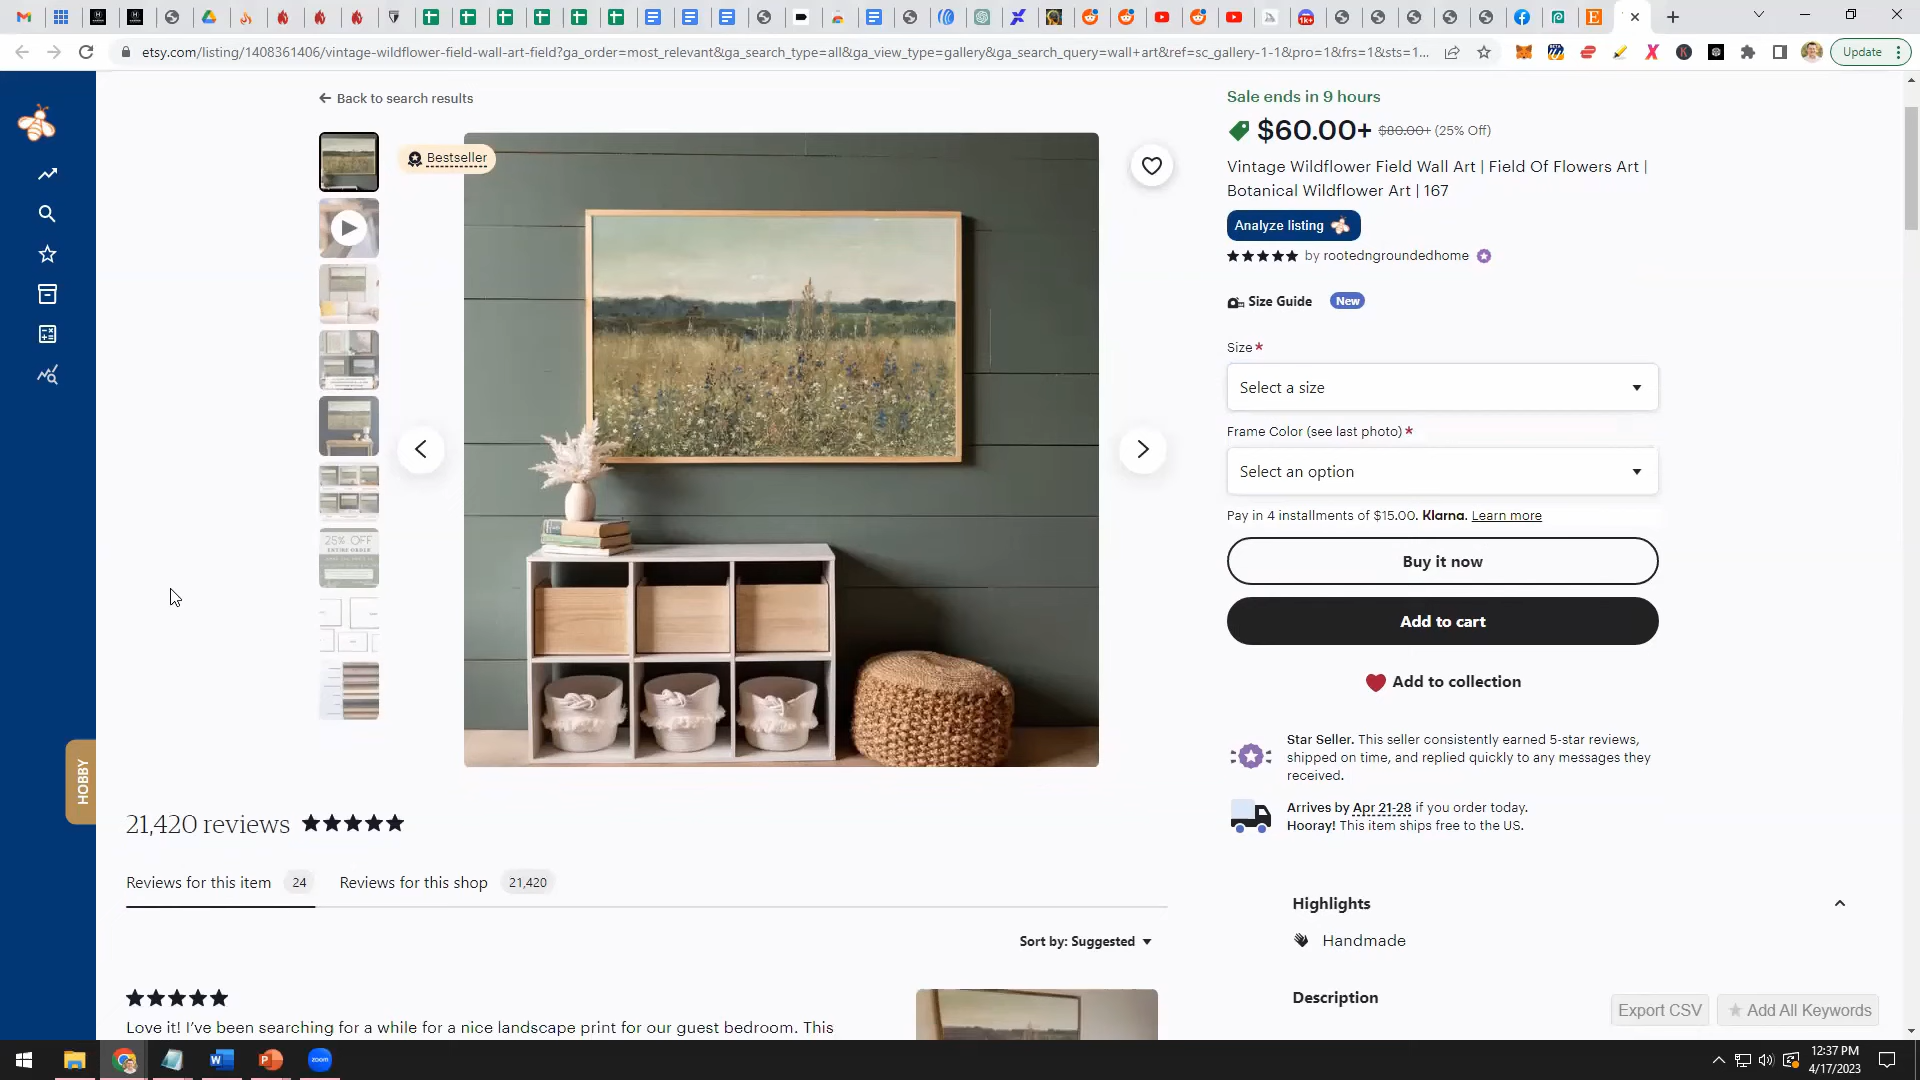 etsy.com/listing/1408361406/vintage-wildflower-field-wall-art-field?ga_order=most_relevant&ga_search_type=all&ga_view_type=gallery&ga_search_query=wall+art&ref=sc_gallery-1-1&pro=1&frs=1&sts=1...
Update
Back to search results
Bestseller
25% OFF
ENTIRE ORDER
HOBBY
Sale ends in 9 hours
$60.00+ $80.00+ (25% Off)
Vintage Wildflower Field Wall Art | Field Of Flowers Art |
Botanical Wildflower Art | 167
Analyze listing
by rootedngroundedhome
Size Guide New
Size *
Select a size
Frame Color (see last photo) *
Select an option
Pay in 4 installments of $15.00. Klarna. Learn more
Buy it now
Add to cart
Add to collection
Star Seller. This seller consistently earned 5-star reviews,
shipped on time, and replied quickly to any messages they
received.
Arrives by Apr 21-28 if you order today.
Hooray! This item ships free to the US.
21,420 reviews
Reviews for this item 24 Reviews for this shop 21,420
Sort by: Suggested
Love it! I've been searching for a while for a nice landscape print for our guest bedroom. This
Highlights
Handmade
Description
Export CSV
Add All Keywords
12:37 PM
4/17/2023